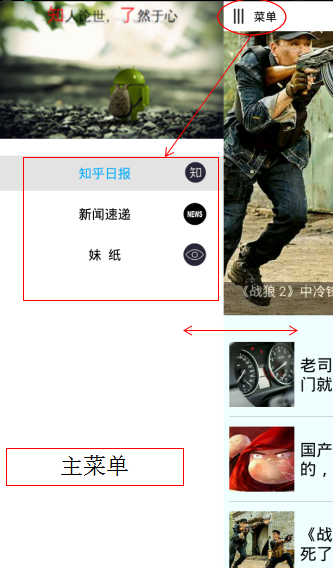 知人论世，了然于心
菜单
知乎日报
知
新闻速递
NEWS
妹 纸
《战狼 2》中冷锋
老司
门就
国产
的，
《战
死了
主菜单